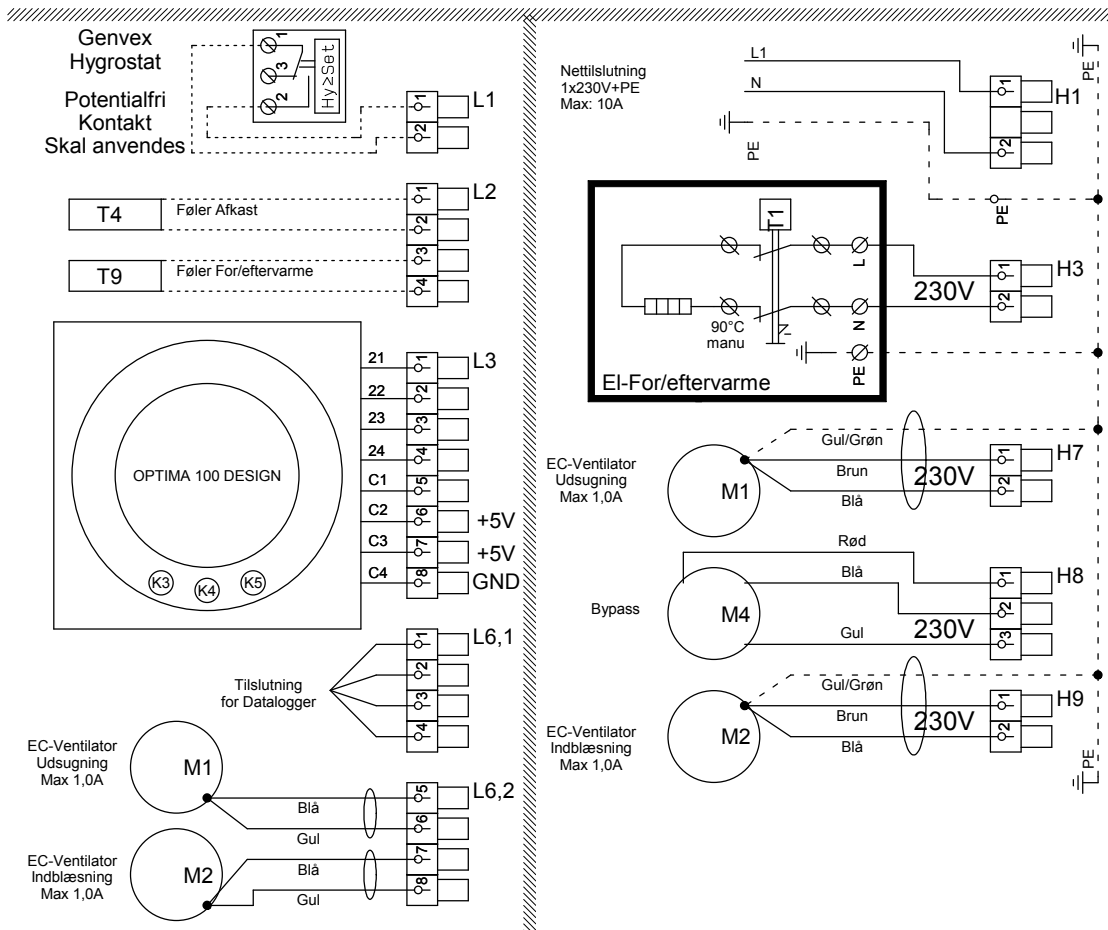 Genvex
Hygrostat
1
3
2
Hy≥Set
Potentialfri
Kontakt
Skal anvendes
1
2
L1
T4
Føler Afkast
T9
Føler For/eftervarme
1
2
3
4
L2
OPTIMA 100 DESIGN
K3
K4
K5
21
22
23
24
C1
C2
C3
C4
1
2
3
4
5
6
7
8
L3
+5V
+5V
GND
Tilslutning
for Datalogger
1
2
3
4
L6,1
EC-Ventilator
Udsugning
Max 1,0A
M1
Blå
Gul
EC-Ventilator
Indblæsning
Max 1,0A
M2
Blå
Gul
5
6
7
8
L6,2
Nettilslutning
1x230V+PE
Max: 10A
L1
N
PE
1
2
H1
PE
PE
T1
L
N
PE
90°C
manu
El-For/eftervarme
230V
1
2
H3
EC-Ventilator
Udsugning
Max 1,0A
M1
Gul/Grøn
Brun
Blå
230V
1
2
H7
Bypass
M4
Rød
Blå
Gul
230V
1
2
3
H8
EC-Ventilator
Indblæsning
Max 1,0A
M2
Gul/Grøn
Brun
Blå
230V
1
2
H9
PE